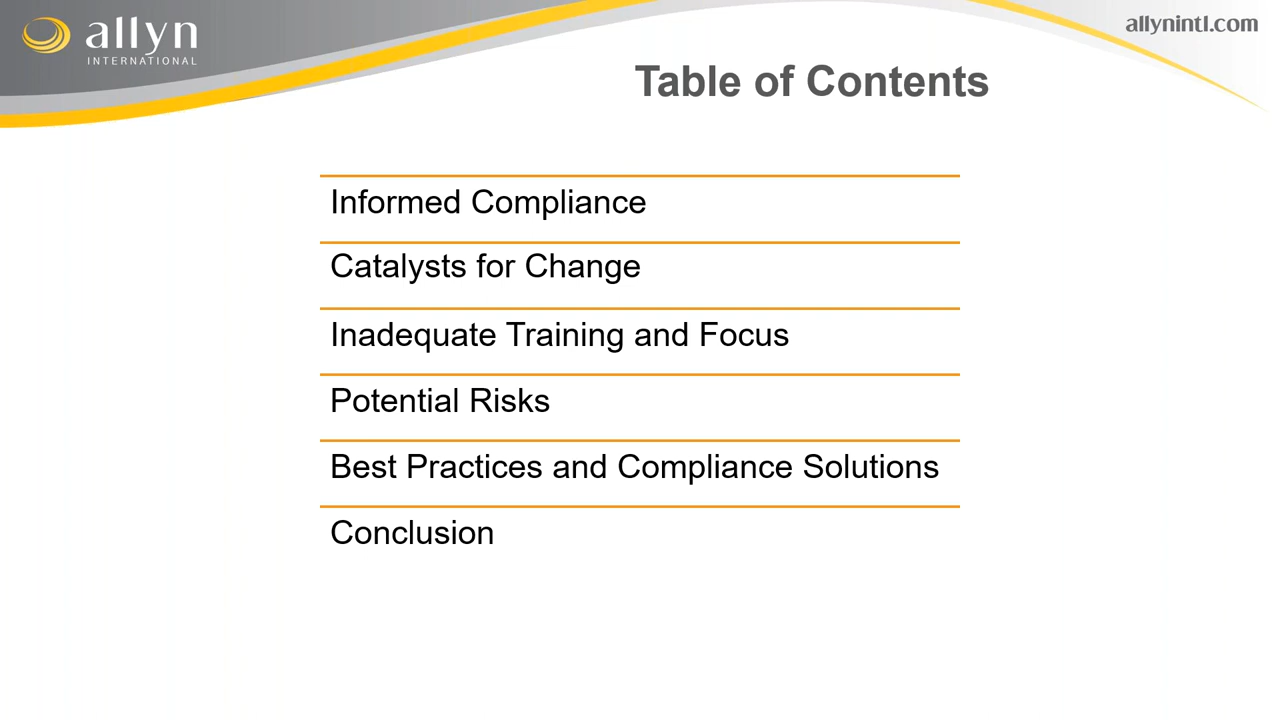 allyn
INTERNATIONAL
allynintl.com
Table of Contents
Informed Compliance
Catalysts for Change
Inadequate Training and Focus
Potential Risks
Best Practices and Compliance Solutions
Conclusion